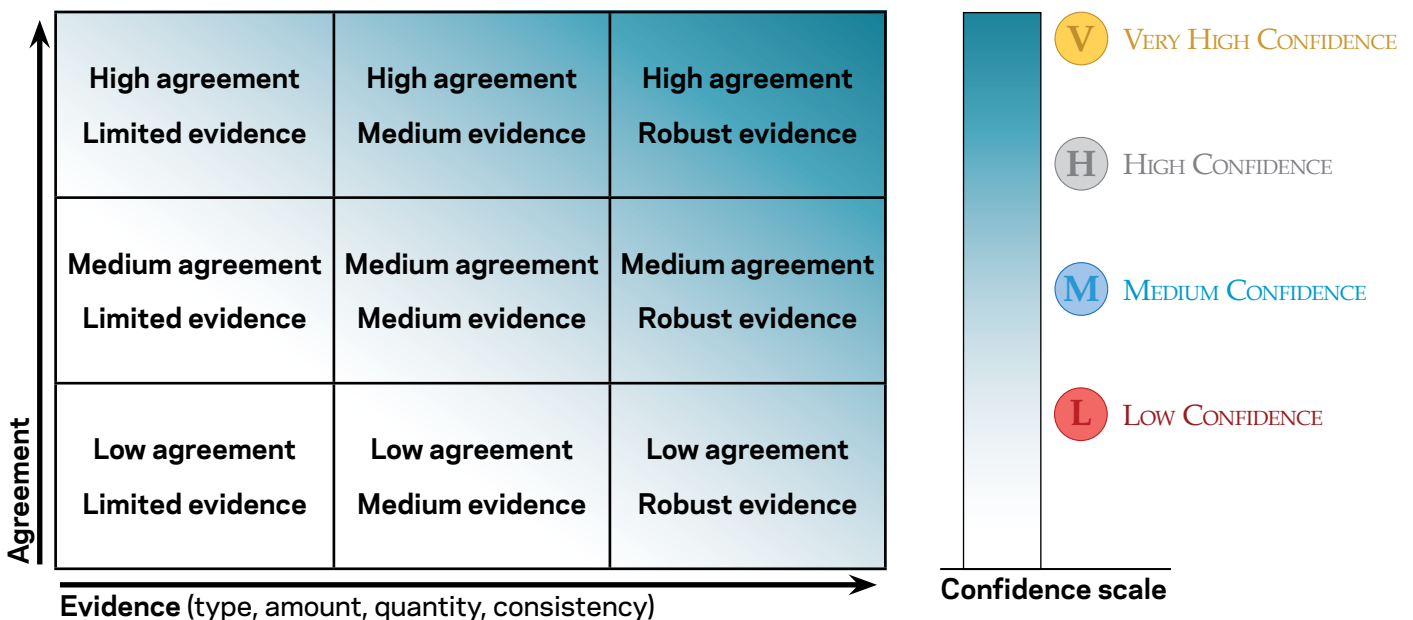 High agreement
Limited evidence
High agreement
Medium evidence
High agreement
Robust evidence
Medium agreement
Limited evidence
Medium agreement
Medium evidence
Medium agreement
Robust evidence
Low agreement
Limited evidence
Low agreement
Medium evidence
Low agreement
Robust evidence
Agreement
Evidence (type, amount, quantity, consistency)
V VERY HIGH CONFIDENCE
H HIGH CONFIDENCE
M MEDIUM CONFIDENCE
L LOW CONFIDENCE
Confidence scale